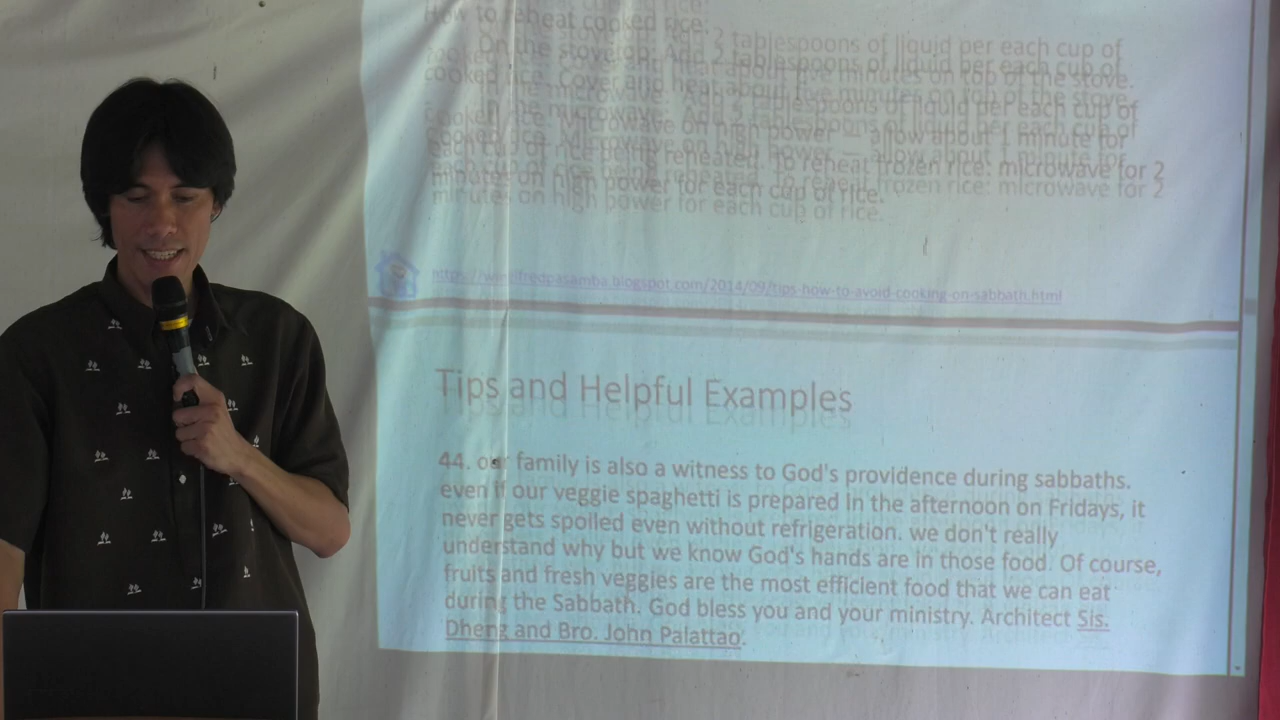 How to reheat cooked rice:
On the stovetop: Add 2 tablespoons of liquid per each cup of
cooked rice. Cover and heat about five minutes on top of the stove.
In the microwave: Add 2 tablespoons of liquid per each cup of
cooked rice. Microwave on high power — allow about 1 minute for
each cup of rice being repeated. To reheat frozen rice: microwave for 2
minutes on high power for each cup of rice.
https://wmilfredpasamba.blogspot.com/2014/09/tips-how-to-avoid-cooking-on-sabbath.html
Tips and Helpful Examples
44. our family is also a witness to God's providence during sabbaths.
even if our veggie spaghetti is prepared in the afternoon on Fridays, it
never gets spoiled even without refrigeration. we don't really
understand why but we know God's hands are in those food. Of course,
fruits and fresh veggies are the most efficient food that we can eat
during the Sabbath. God bless you and your ministry. Architect Sis.
Dheng and Bro. John Palattao.